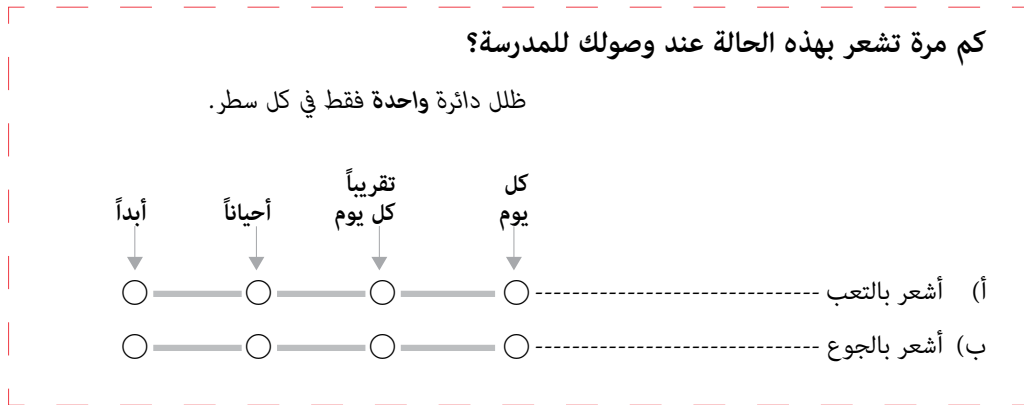 كم مرة تشعر بهذه الحالة عند وصولك للمدرسة؟
ظلل دائرة واحدة فقط في كل سطر.
كل يوم
تقريباً كل يوم
أحياناً
أبداً
أ) أشعر بالتعب
ب) أشعر بالجوع